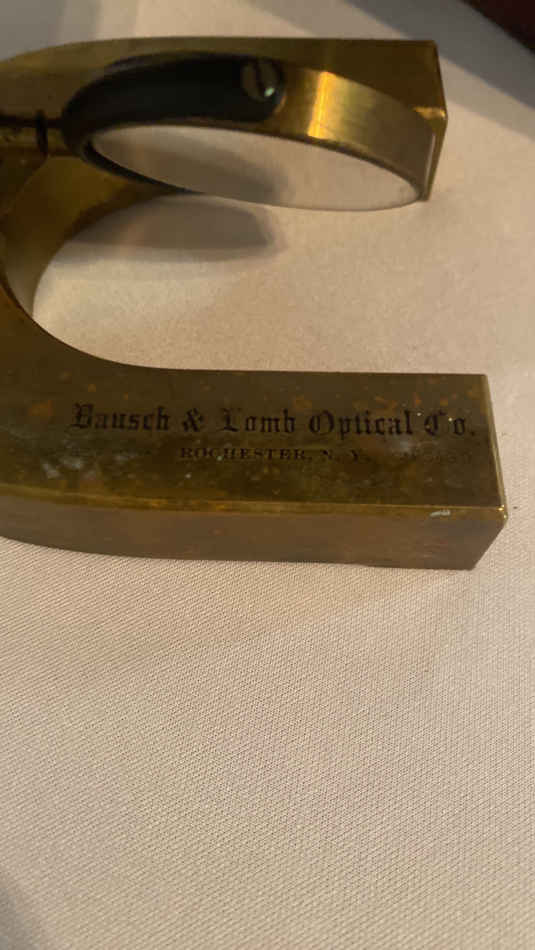 Bausch & Lomb Optical Co.
ROCHESTER, N. Y.